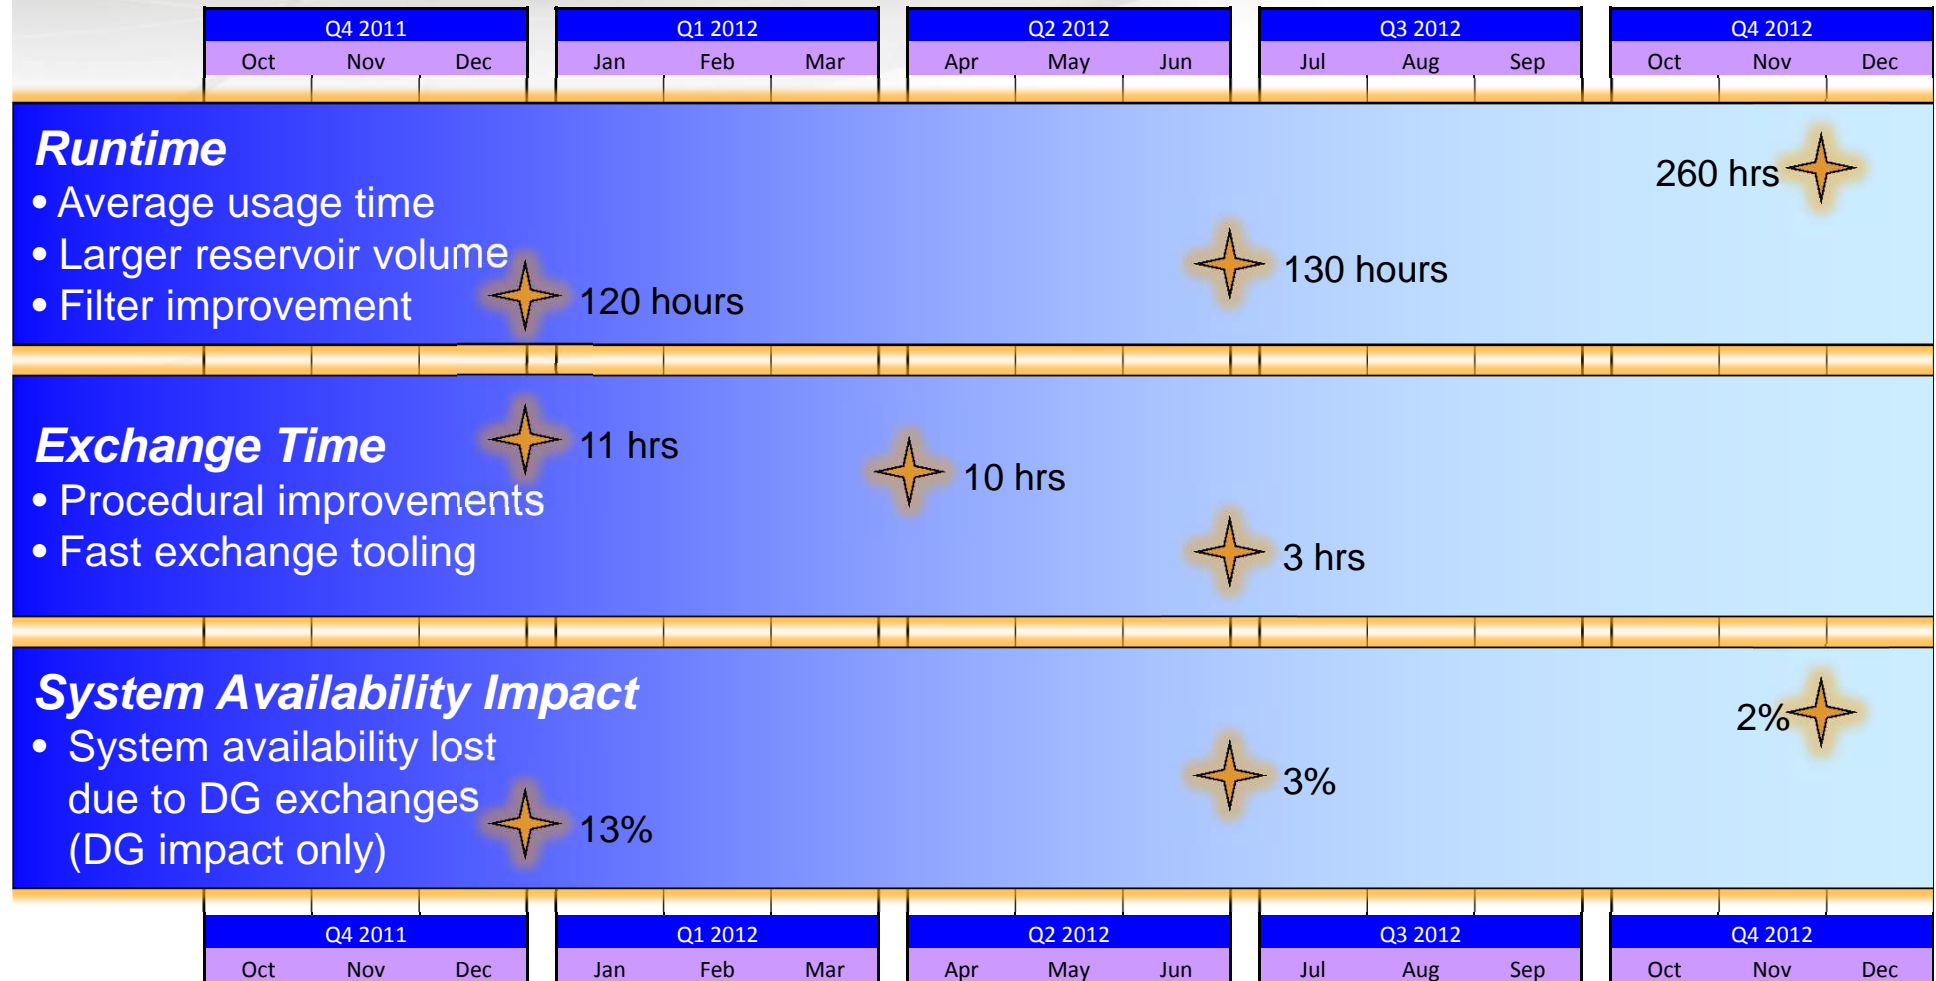 Q4 2011 Q1 2012 Q2 2012 Q3 2012 Q4 2012
Oct Nov Dec Jan Feb Mar Apr May Jun Jul Aug Sep Oct Nov Dec
Runtime
• Average usage time
• Larger reservoir volume
• Filter improvement
120 hours
130 hours
260 hrs
Exchange Time
• Procedural improvements
• Fast exchange tooling
11 hrs
10 hrs
3 hrs
System Availability Impact
• System availability lost
due to DG exchanges
(DG impact only)
13%
3%
2%
Q4 2011 Q1 2012 Q2 2012 Q3 2012 Q4 2012
Oct Nov Dec Jan Feb Mar Apr May Jun Jul Aug Sep Oct Nov Dec